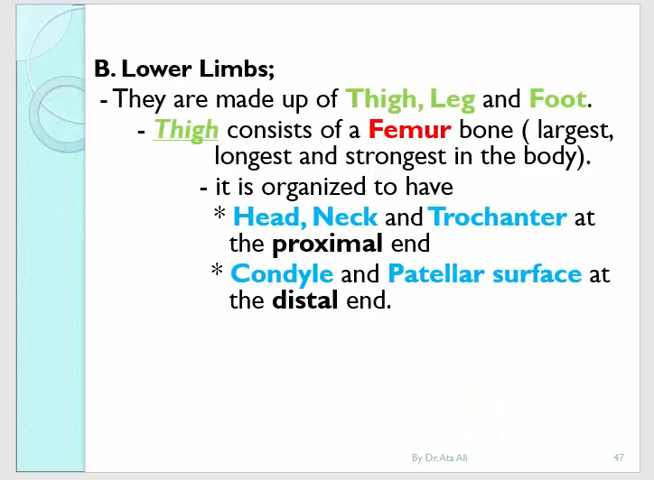 B. Lower Limbs;
- They are made up of Thigh, Leg and Foot.
- Thigh consists of a Femur bone ( largest,
longest and strongest in the body).
- it is organized to have
* Head, Neck and Trochanter at
the proximal end
* Condyle and Patellar surface at
the distal end.
By Dr. Ata Ali
47